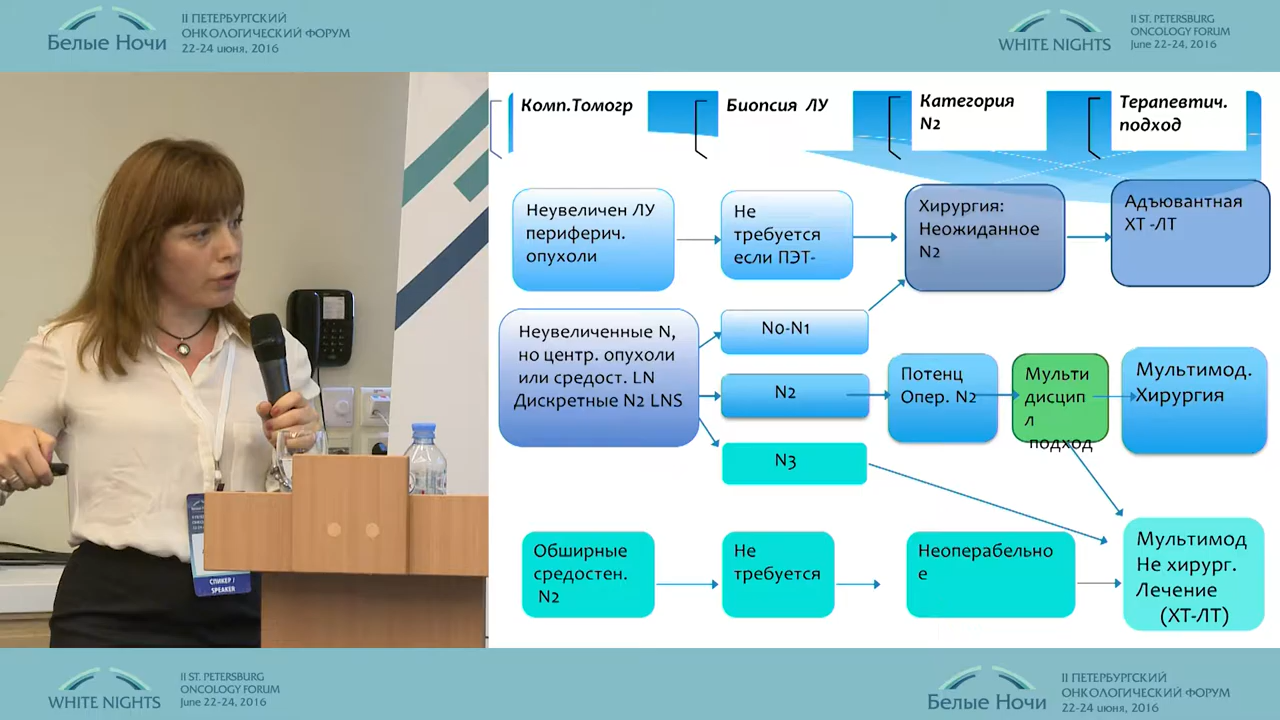 Белые Ночи
II ПЕТЕРБУРГСКИЙ
ОНКОЛОГИЧЕСКИЙ ФОРУМ
22-24 июня, 2016
WHITE NIGHTS
II ST. PETERSBURG
ONCOLOGY FORUM
June 22-24, 2016
Комп.Томогр
Биопсия ЛУ
Категория
N2
Терапевтич.
подход
Неувеличен ЛУ
периферич.
опухоли
Не
требуется
если ПЭТ-
Хирургия:
Неожиданное
N2
Адъювантная
ХТ -ЛТ
Неувеличенные N,
но центр. опухоли
или средост. LN
Дискретные N2 LNS
N0-N1
N2
N3
Потенц
Опер. N2
Мульти
дисцип
л
подход
Мультимод.
Хирургия
Обширные
средостен.
N2
Не
требуется
Неоперабельно
е
Мультимод
Не хирург.
Лечение
(ХТ-ЛТ)
СПИКЕР /
SPEAKER
WHITE NIGHTS
II ST. PETERSBURG
ONCOLOGY FORUM
June 22-24, 2016
Белые Ночи
II ПЕТЕРБУРГСКИЙ
ОНКОЛОГИЧЕСКИЙ ФОРУМ
22-24 июня, 2016